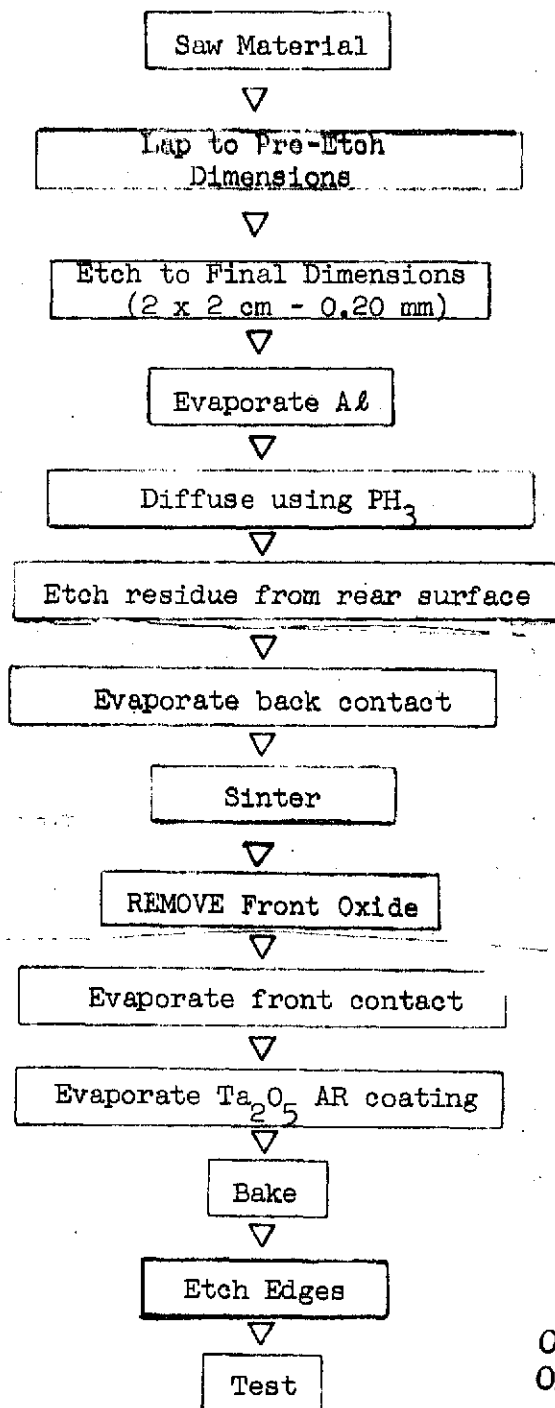 Saw Material
Lap to Pre-Etch
Dimensions
Etch to Final Dimensions
(2 x 2 cm - 0.20 mm)
Evaporate Aℓ
Diffuse using PH3
Etch residue from rear surface
Evaporate back contact
Sinter
REMOVE Front Oxide
Evaporate front contact
Evaporate Ta2O5 AR coating
Bake
Etch Edges
Test